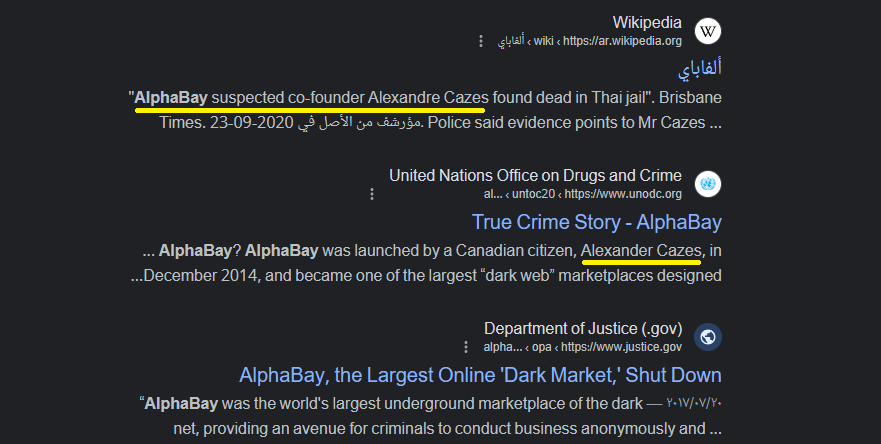 Wikipedia
https://ar.wikipedia.org › wiki › ألفاباي
ألفاباي
"AlphaBay suspected co-founder Alexandre Cazes found dead in Thai jail". Brisbane
Times. 23-09-2020 مؤرشف من الأصل في. Police said evidence points to Mr Cazes ...
United Nations Office on Drugs and Crime
https://www.unodc.org › untoc20 › al...
True Crime Story - AlphaBay
... AlphaBay? AlphaBay was launched by a Canadian citizen, Alexander Cazes, in
...December 2014, and became one of the largest “dark web” marketplaces designed
Department of Justice (.gov)
https://www.justice.gov › opa › alpha...
AlphaBay, the Largest Online 'Dark Market,' Shut Down
“AlphaBay was the world's largest underground marketplace of the dark — ٢٠١٧/٠٧/٢٠
net, providing an avenue for criminals to conduct business anonymously and ...